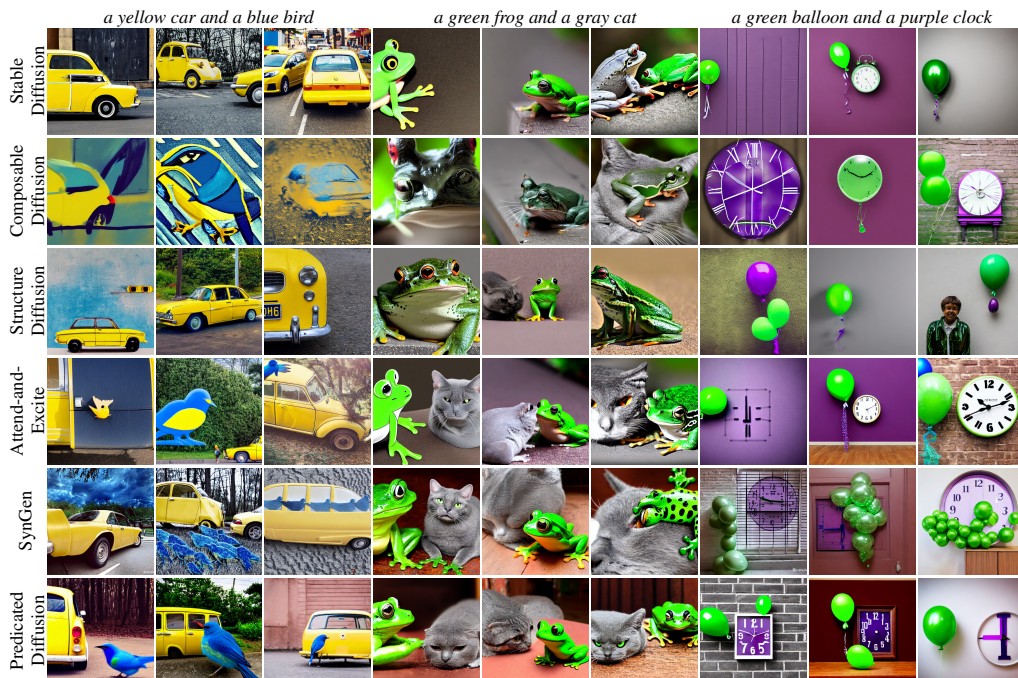 a yellow car and a blue bird
a green frog and a gray cat
a green balloon and a purple clock
Stable
Diffusion
Composable
Diffusion
Structure
Diffusion
Attend-and-
Excite
SynGen
Predicated
Diffusion